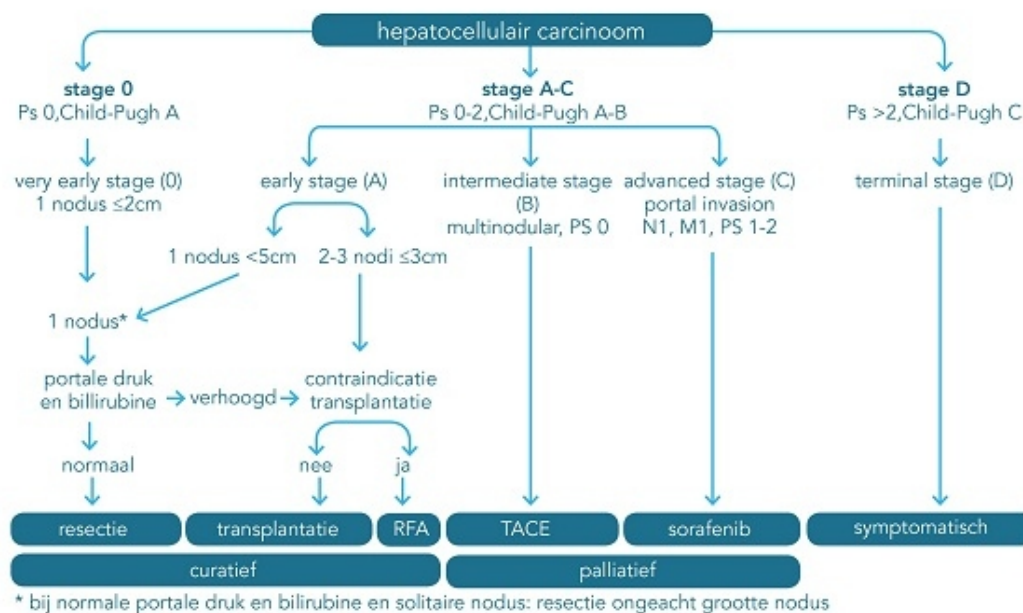 hepatocellulair carcinoom
stage 0
Ps 0,Child-Pugh A
stage A-C
Ps 0-2,Child-Pugh A-B
stage D
Ps >2,Child-Pugh C
very early stage (0)
1 nodus ≤2cm
early stage (A)
intermediate stage
(B)
multinodular, PS 0
advanced stage (C)
portal invasion
N1, M1, PS 1-2
terminal stage (D)
1 nodus <5cm
2-3 nodi ≤3cm
1 nodus*
portale druk
en billirubine
verhoogd
contraindicatie
transplantatie
normaal
nee
ja
resectie
transplantatie
RFA
TACE
sorafenib
symptomatisch
curatief
palliatief
* bij normale portale druk en bilirubine en solitaire nodus: resectie ongeacht grootte nodus